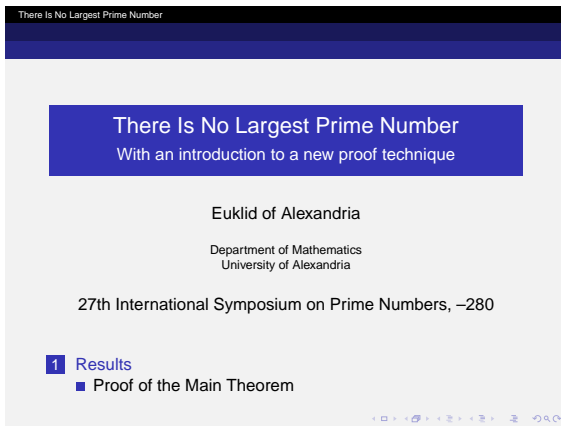 There Is No Largest Prime Number
There Is No Largest Prime Number
With an introduction to a new proof technique
Euklid of Alexandria
Department of Mathematics
University of Alexandria
27th International Symposium on Prime Numbers, –280
1 Results
Proof of the Main Theorem